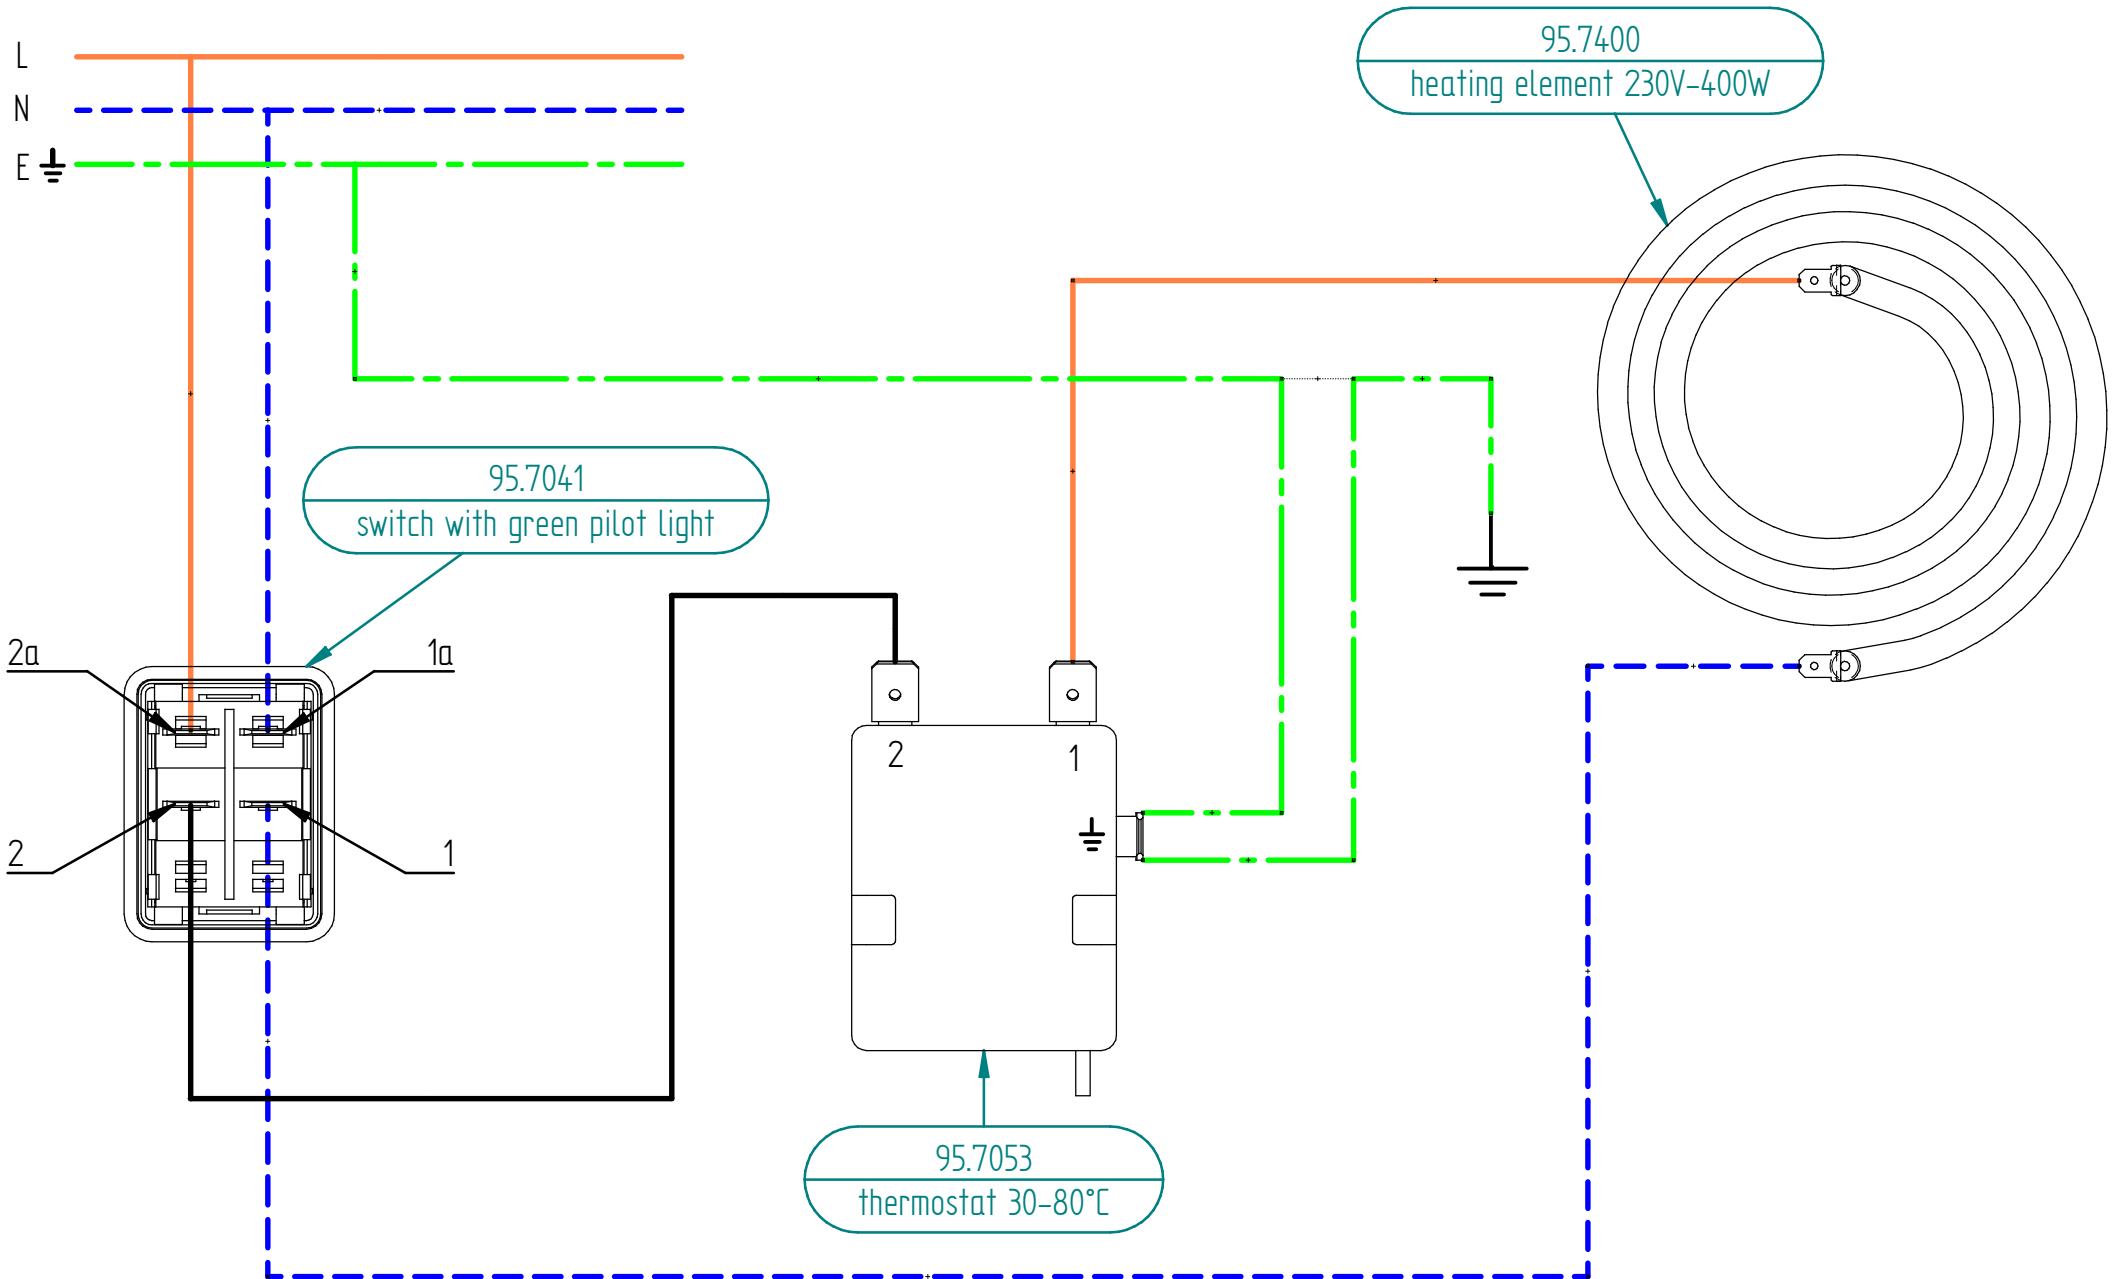 L
N
E
95.7400
heating element 230V-400W
95.7041
switch with green pilot light
2a
1a
2
1
2
1
95.7053
thermostat 30-80°C